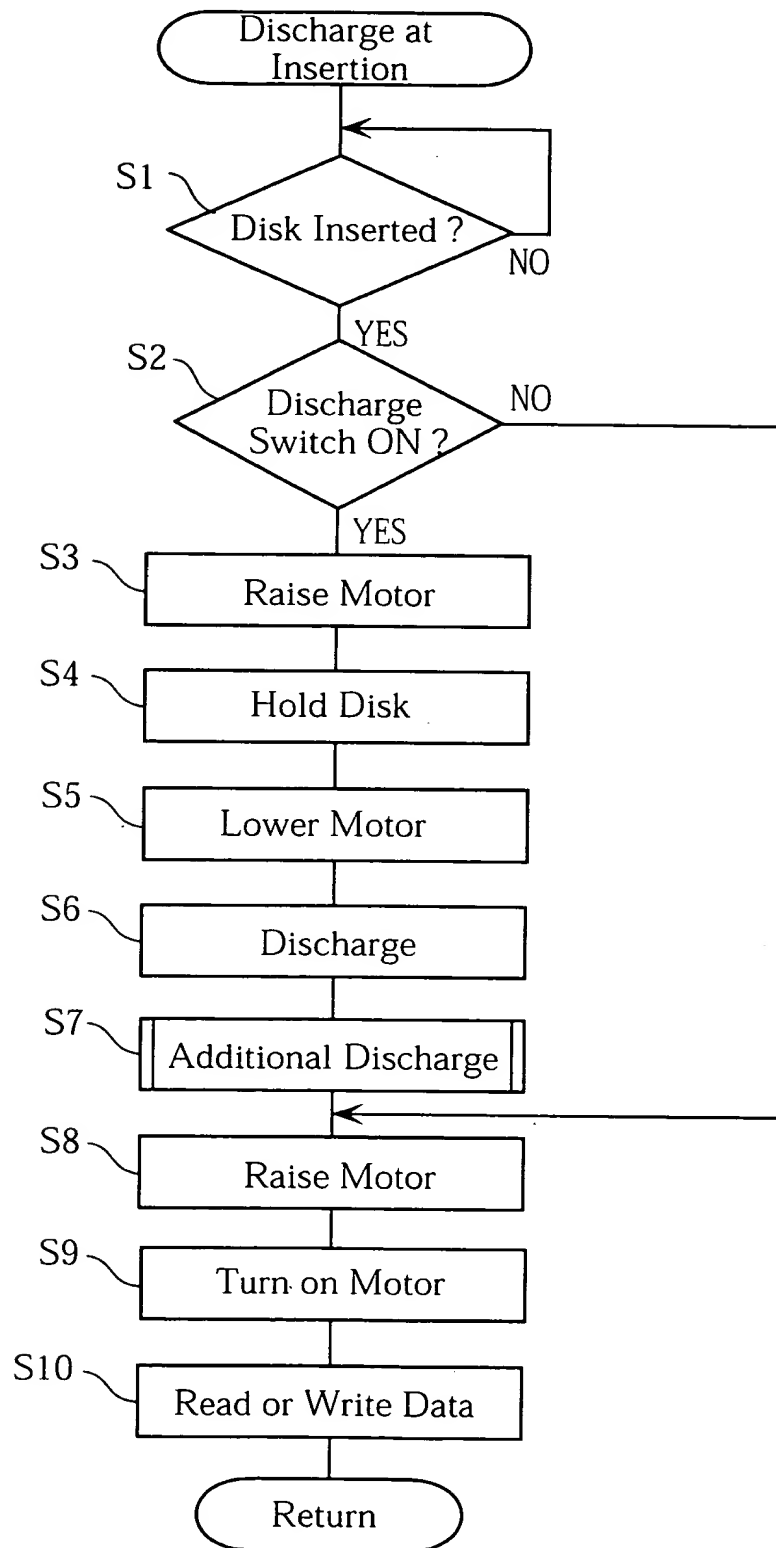 Discharge at
Insertion
S1
Disk Inserted ?
NO
YES
S2
Discharge
Switch ON ?
NO
YES
S3
Raise Motor
S4
Hold Disk
S5
Lower Motor
S6
Discharge
S7
Additional Discharge
S8
Raise Motor
S9
Turn on Motor
S10
Read or Write Data
Return